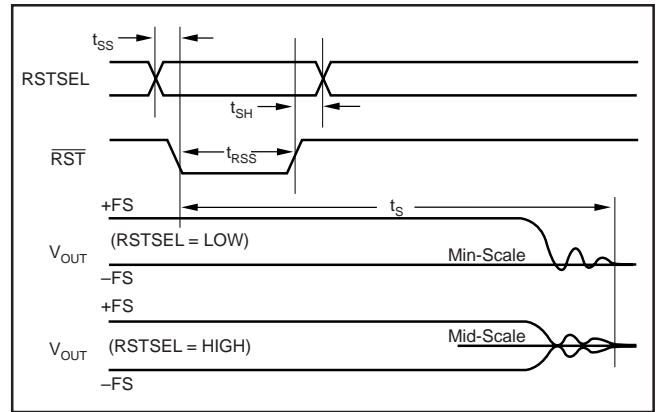 tSS
RSTSEL
tSH
RST
tRSS
+FS
tS
(RSTSEL = LOW)
VOUT
Min-Scale
–FS
+FS
VOUT
(RSTSEL = HIGH)
Mid-Scale
–FS